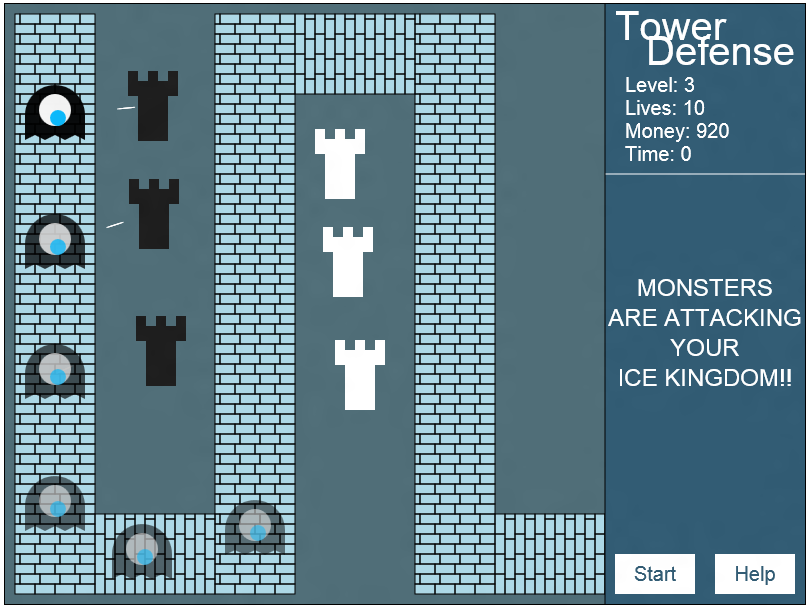 Tower
Defense
Level: 3
Lives: 10
Money: 920
Time: 0
MONSTERS
ARE ATTACKING
YOUR
ICE KINGDOM!!
Start
Help